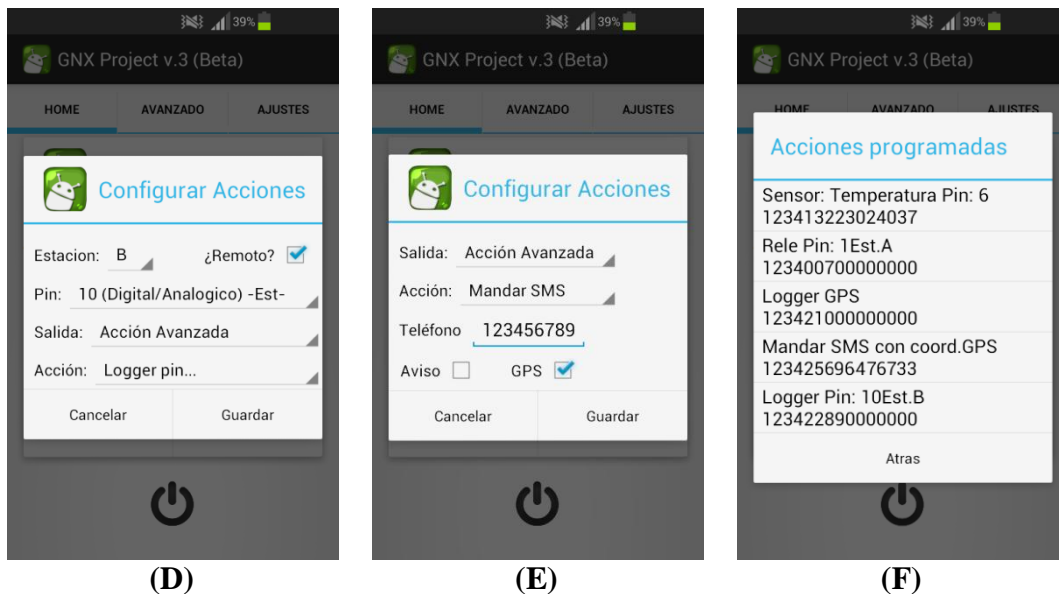 39%
GNX Project v.3 (Beta)
HOME AVANZADO AJUSTES
Configurar Acciones
Estacion: B ¿Remoto?
Pin: 10 (Digital/Analogico) -Est-
Salida: Acción Avanzada
Acción: Logger pin...
Cancelar Guardar
(D)
39%
GNX Project v.3 (Beta)
HOME AVANZADO AJUSTES
Configurar Acciones
Salida: Acción Avanzada
Acción: Mandar SMS
Teléfono 123456789
Aviso GPS
Cancelar Guardar
(E)
39%
GNX Project v.3 (Beta)
HOME AVANZADO AJUSTES
Acciones programadas
Sensor: Temperatura Pin: 6
123413223024037
Rele Pin: 1Est.A
123400700000000
Logger GPS
123421000000000
Mandar SMS con coord.GPS
123425696476733
Logger Pin: 10Est.B
123422890000000
Atras
(F)